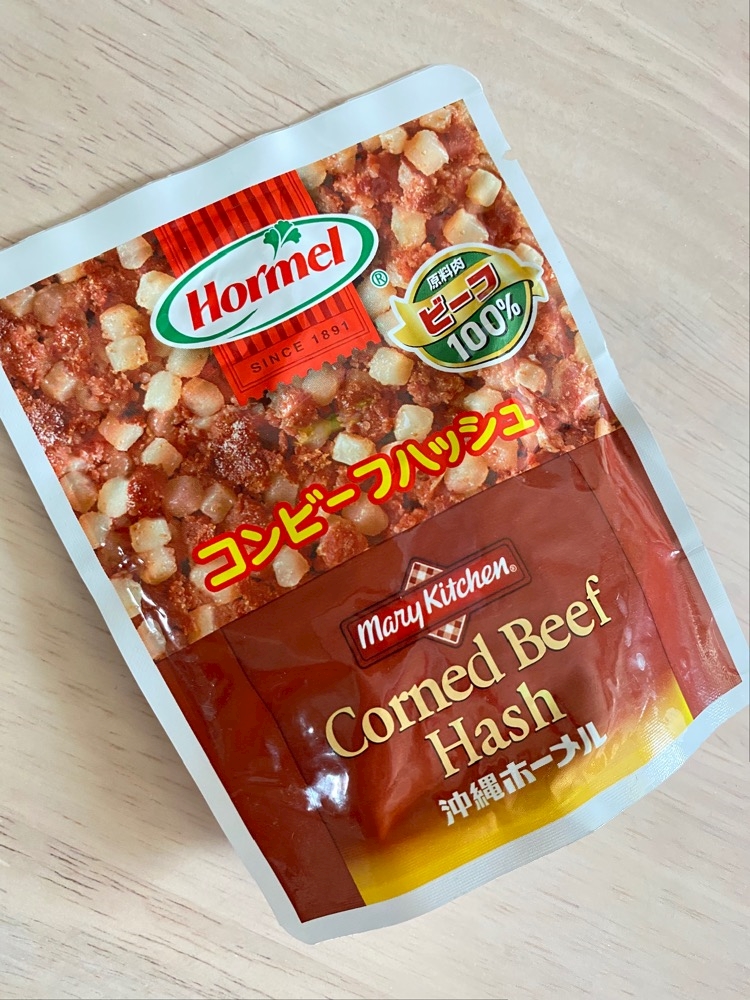 Hormel®
SINCE 1891
原料肉
ビーフ
100%
コンビーフハッシュ
Mary Kitchen®
Corned Beef
Hash
沖縄ホーメル